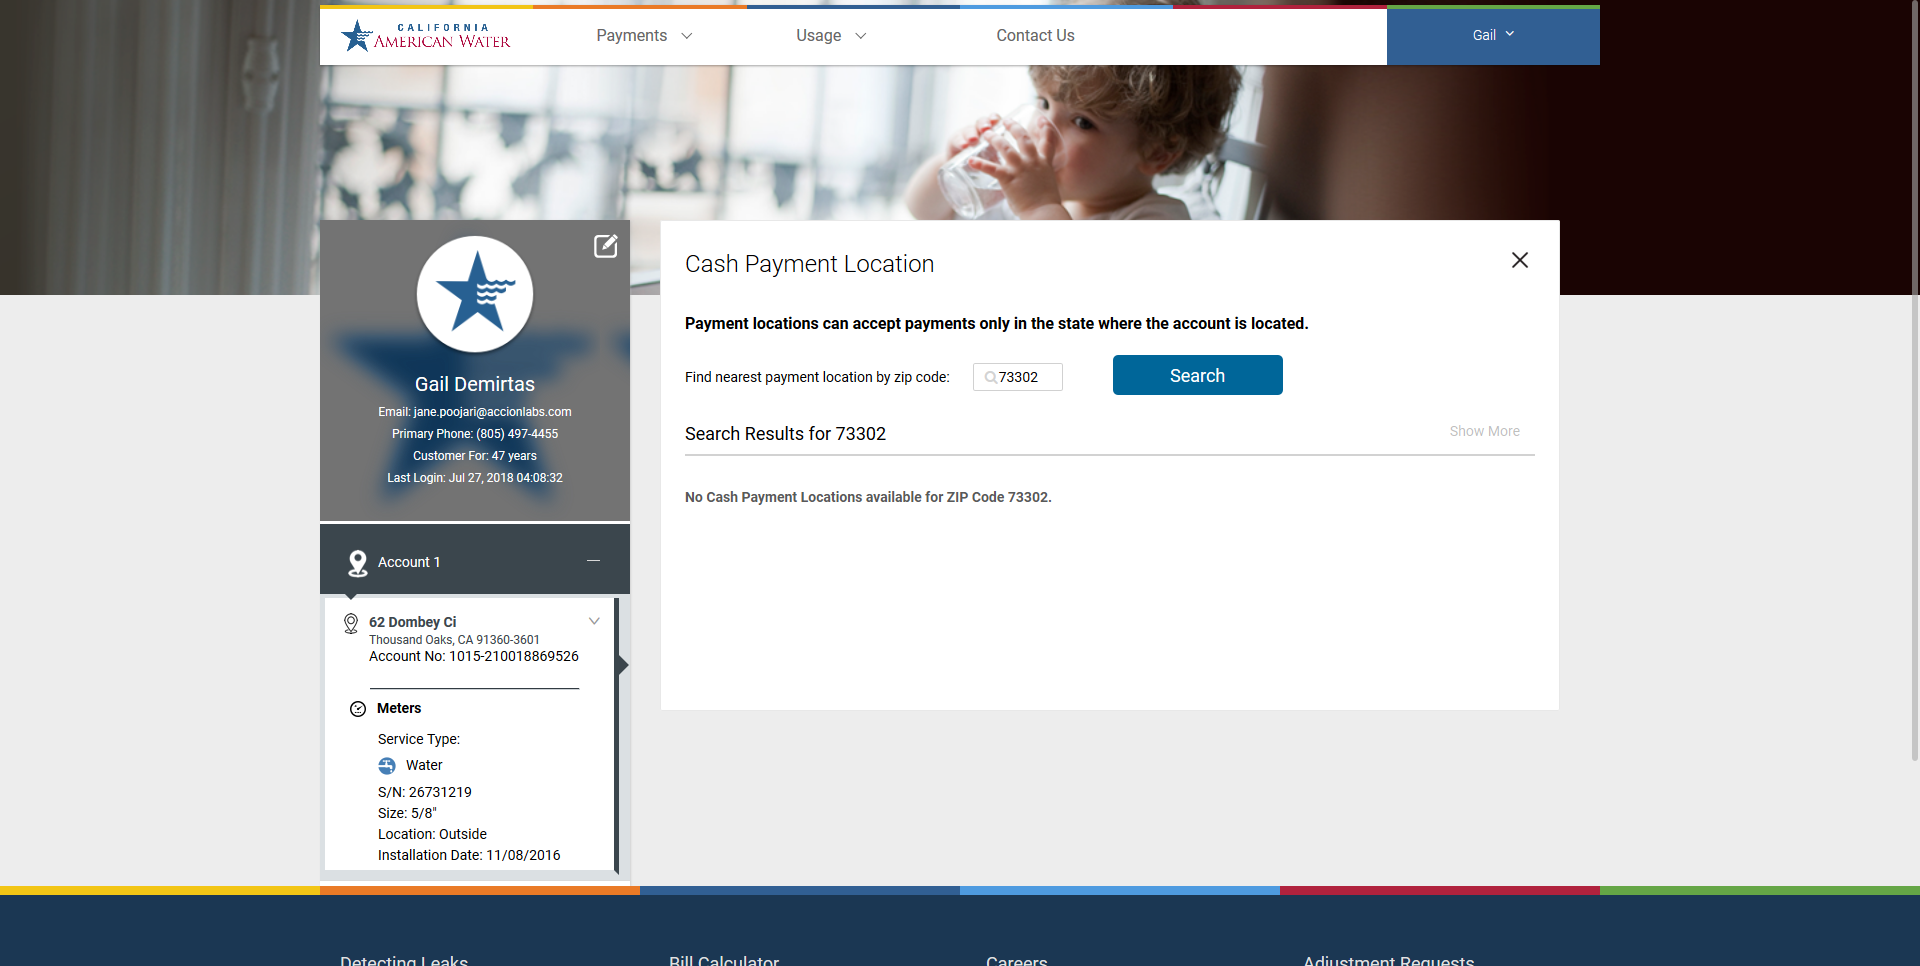 CALIFORNIA
AMERICAN WATER
Payments
Usage
Contact Us
Gail
Gail Demirtas
Email: jane.poojari@accionlabs.com
Primary Phone: (805) 497-4455
Customer For: 47 years
Last Login: Jul 27, 2018 04:08:32
Account 1
62 Dombey Ci
Thousand Oaks, CA 91360-3601
Account No: 1015-210018869526
Meters
Service Type:
Water
S/N: 26731219
Size: 5/8"
Location: Outside
Installation Date: 11/08/2016
Cash Payment Location
Payment locations can accept payments only in the state where the account is located.
Find nearest payment location by zip code:
73302
Search
Search Results for 73302
Show More
No Cash Payment Locations available for ZIP Code 73302.
Detecting Leaks
Bill Calculator
Careers
Adjustment Requests